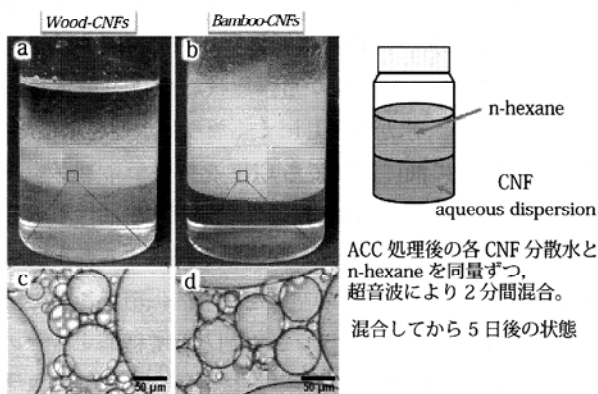 Wood-CNFs
Bamboo-CNFs
a
b
n-hexane
CNF
aqueous dispersion
ACC 処理後の各 CNF 分散水と
n-hexane を同量ずつ,
超音波により 2 分間混合。
混合してから 5 日後の状態
c
d
50 μm
50 μm